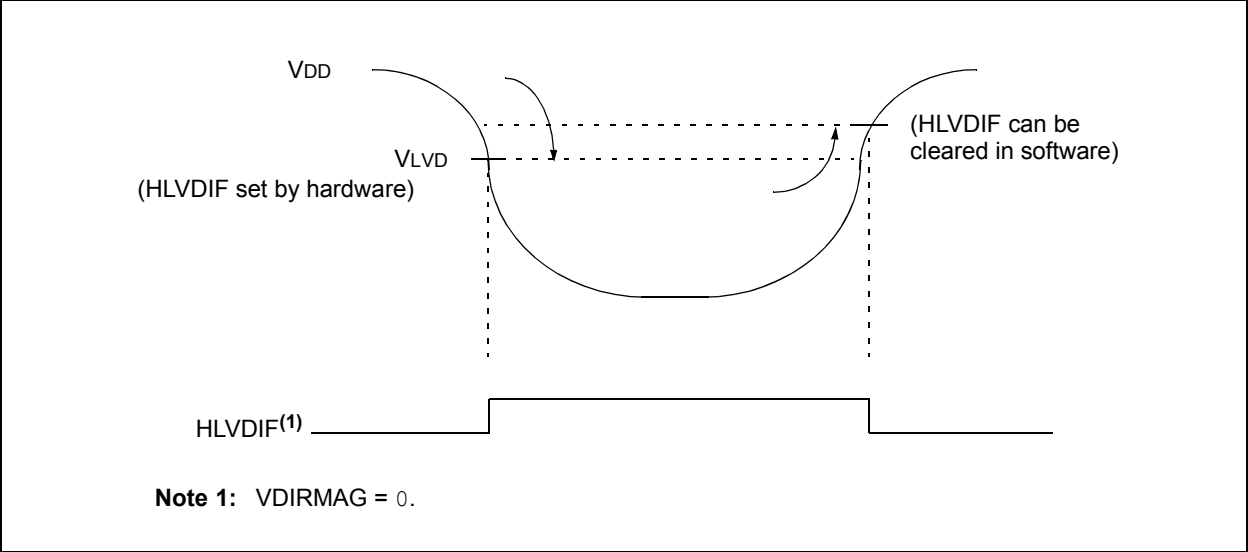 VDD
(HLVDIF can be
cleared in software)
VLVD
(HLVDIF set by hardware)
HLVDIF(1)
Note 1: VDIRMAG = 0.